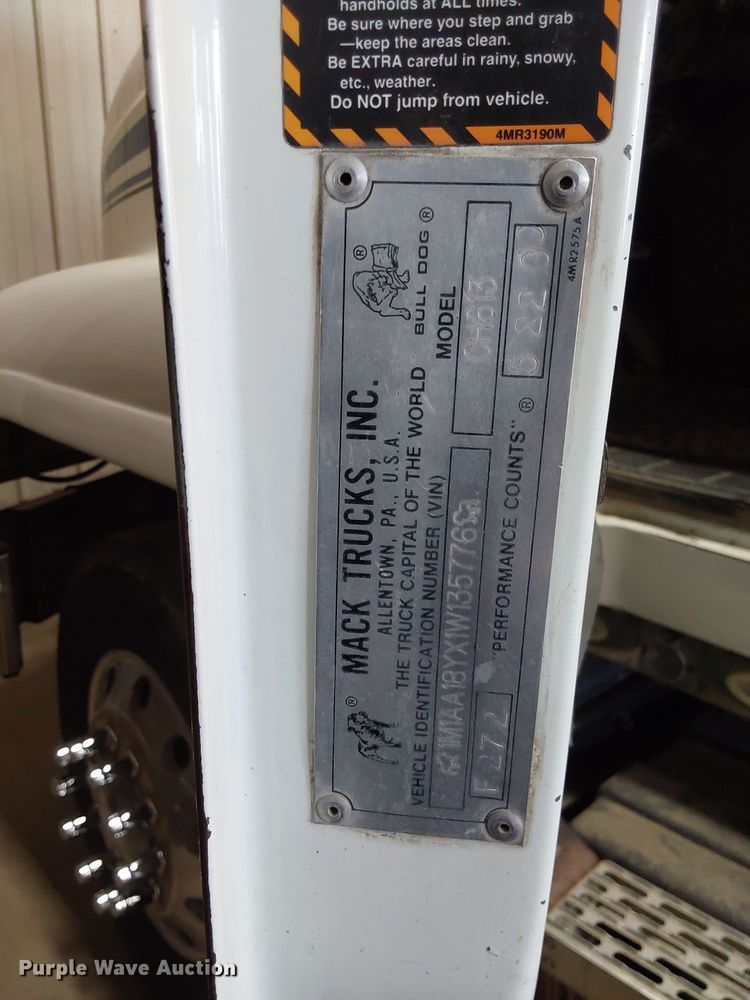 handholds at ALL times.
Be sure where you step and grab
—keep the areas clean.
Be EXTRA careful in rainy, snowy,
etc., weather.
Do NOT jump from vehicle.
4MR3190M
MACK TRUCKS, INC.
ALLENTOWN, PA., U.S.A.
THE TRUCK CAPITAL OF THE WORLD
® BULL DOG ®
VEHICLE IDENTIFICATION NUMBER (VIN)
MODEL
1M1AA18YX1W135776
CH613
F272
"PERFORMANCE COUNTS" ®
4MR2575A
Purple Wave Auction